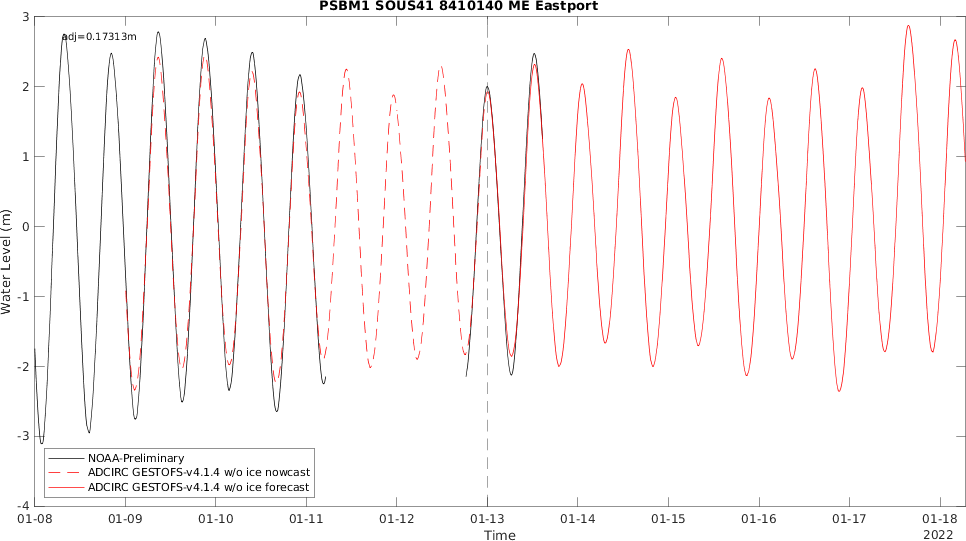 PSBM1 SOUS41 8410140 ME Eastport
adj=0.17313m
3
2
1
0
-1
-2
-3
-4
Water Level (m)
NOAA-Preliminary
ADCIRC GESTOFS-v4.1.4 w/o ice nowcast
ADCIRC GESTOFS-v4.1.4 w/o ice forecast
01-08 01-09 01-10 01-11 01-12 01-13 01-14 01-15 01-16 01-17 01-18
Time
2022